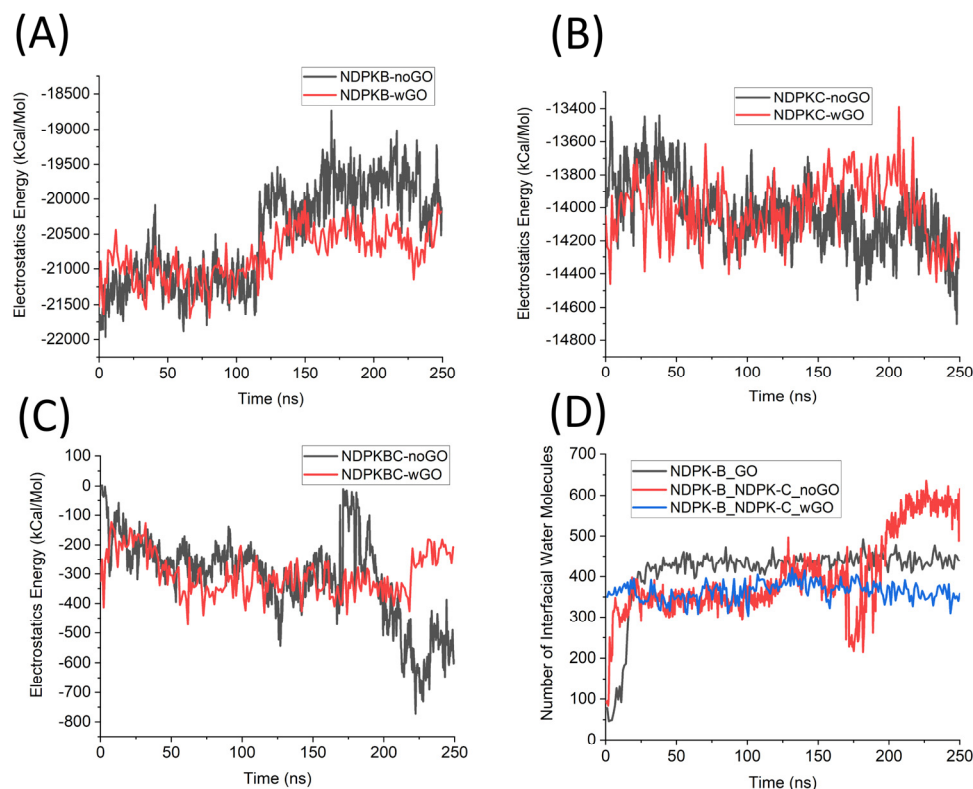 (A)
NDPKB-noGO
NDPKB-wGO
Electrostatics Energy (kCal/Mol)
-18500
-19000
-19500
-20000
-20500
-21000
-21500
-22000
0 50 100 150 200 250
Time (ns)
(B)
NDPKC-noGO
NDPKC-wGO
Electrostatics Energy (kCal/Mol)
-13400
-13600
-13800
-14000
-14200
-14400
-14600
-14800
0 50 100 150 200 250
Time (ns)
(C)
NDPKBC-noGO
NDPKBC-wGO
Electrostatics Energy (kCal/Mol)
100
0
-100
-200
-300
-400
-500
-600
-700
-800
0 50 100 150 200 250
Time (ns)
(D)
NDPK-B_GO
NDPK-B_NDPK-C_noGO
NDPK-B_NDPK-C_wGO
Number of Interfacial Water Molecules
700
600
500
400
300
200
100
0
0 50 100 150 200 250
Time (ns)